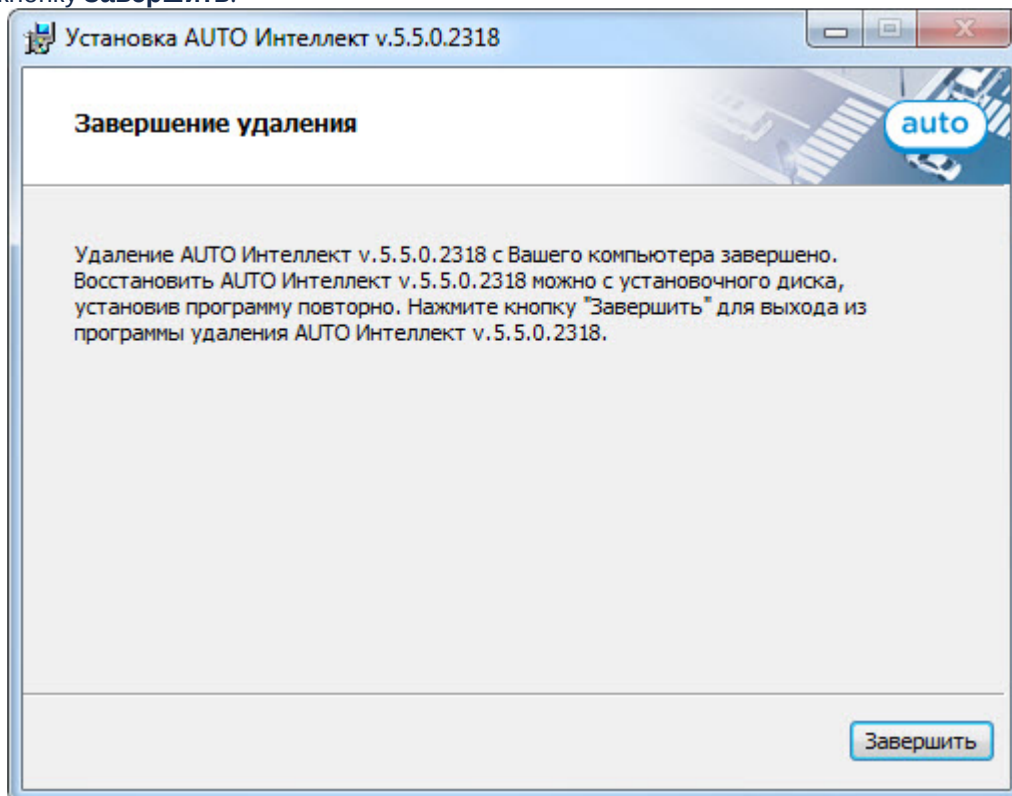 кнопку Завершить.
Установка AUTO Интеллект v.5.5.0.2318
Завершение удаления
auto
Удаление AUTO Интеллект v.5.5.0.2318 с Вашего компьютера завершено.
Восстановить AUTO Интеллект v.5.5.0.2318 можно с установочного диска,
установив программу повторно. Нажмите кнопку "Завершить" для выхода из
программы удаления AUTO Интеллект v.5.5.0.2318.
Завершить